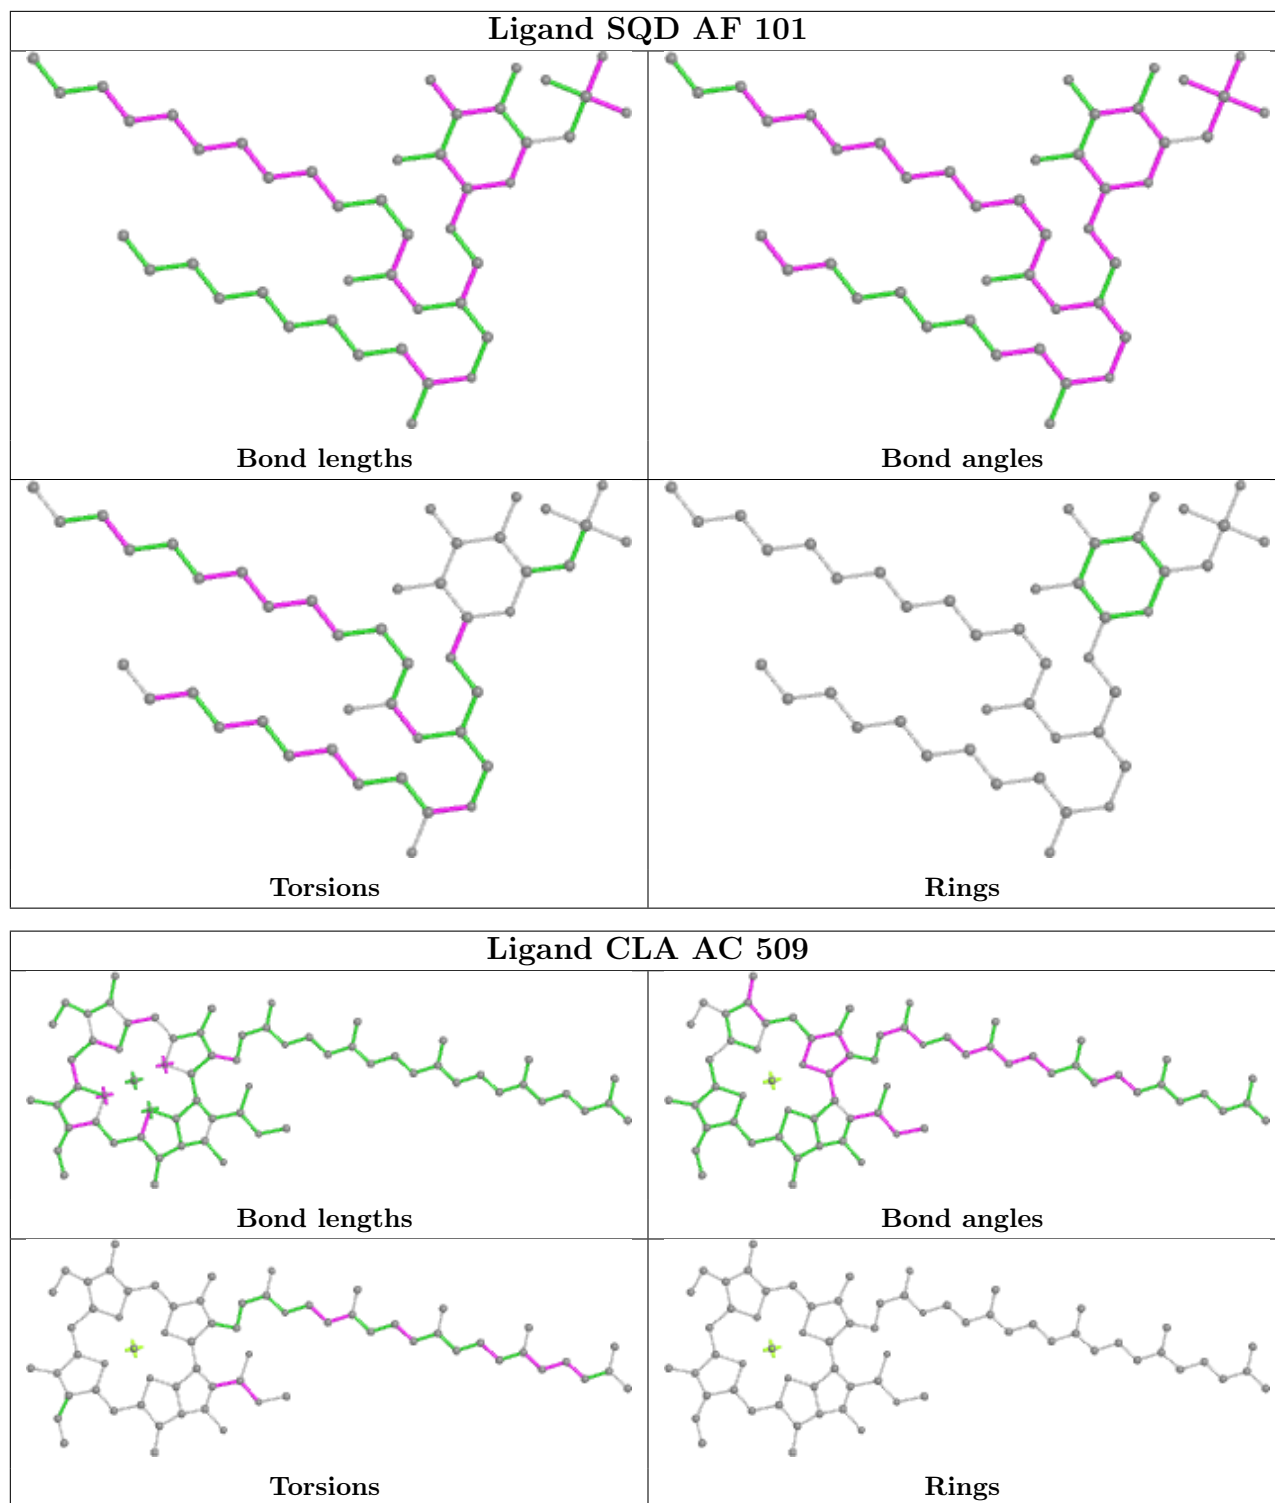 Ligand SQD AF 101
Bond lengths
Bond angles
Torsions
Rings
Ligand CLA AC 509
Bond lengths
Bond angles
Torsions
Rings